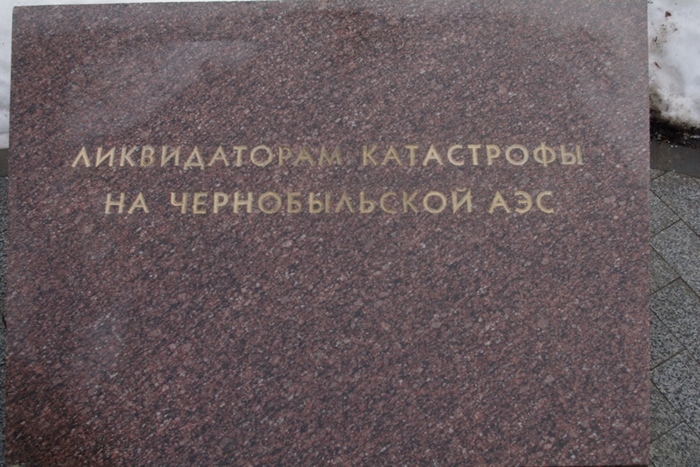 ЛИКВИДАТОРАМ КАТАСТРОФЫ
НА ЧЕРНОБЫЛЬСКОЙ АЭС